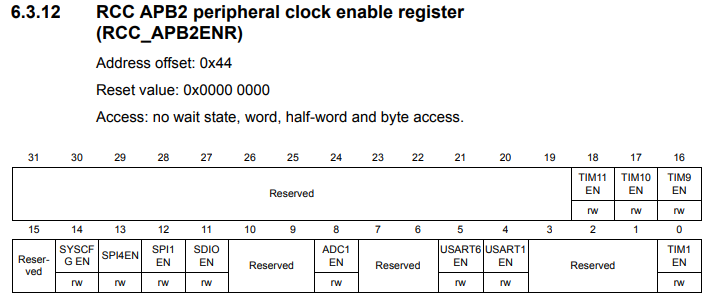 6.3.12 RCC APB2 peripheral clock enable register
(RCC_APB2ENR)
Address offset: 0x44
Reset value: 0x0000 0000
Access: no wait state, word, half-word and byte access.
31 30 29 28 27 26 25 24 23 22 21 20 19 18 17 16
Reserved TIM11 EN TIM10 EN TIM9 EN
rw rw rw
15 14 13 12 11 10 9 8 7 6 5 4 3 2 1 0
Reser-ved SYSCFG EN SPI4EN SPI1 EN SDIO EN Reserved ADC1 EN Reserved USART6 EN USART1 EN Reserved TIM1 EN
rw rw rw rw rw rw rw rw